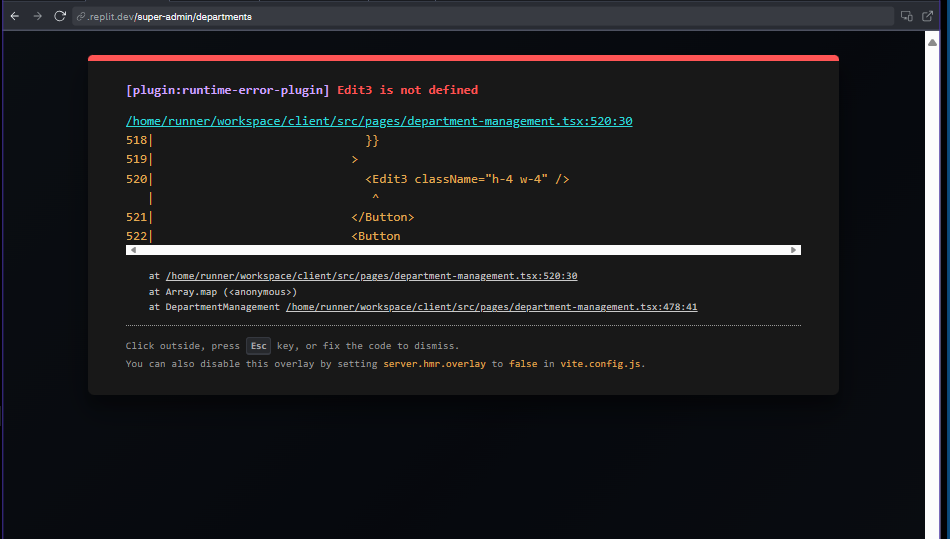 .replit.dev/super-admin/departments
[plugin:runtime-error-plugin] Edit3 is not defined
/home/runner/workspace/client/src/pages/department-management.tsx:520:30
518| }}
519| >
520| <Edit3 className="h-4 w-4" />
| ^
521| </Button>
522| <Button
at /home/runner/workspace/client/src/pages/department-management.tsx:520:30
at Array.map (<anonymous>)
at DepartmentManagement /home/runner/workspace/client/src/pages/department-management.tsx:478:41
Click outside, press Esc key, or fix the code to dismiss.
You can also disable this overlay by setting server.hmr.overlay to false in vite.config.js.